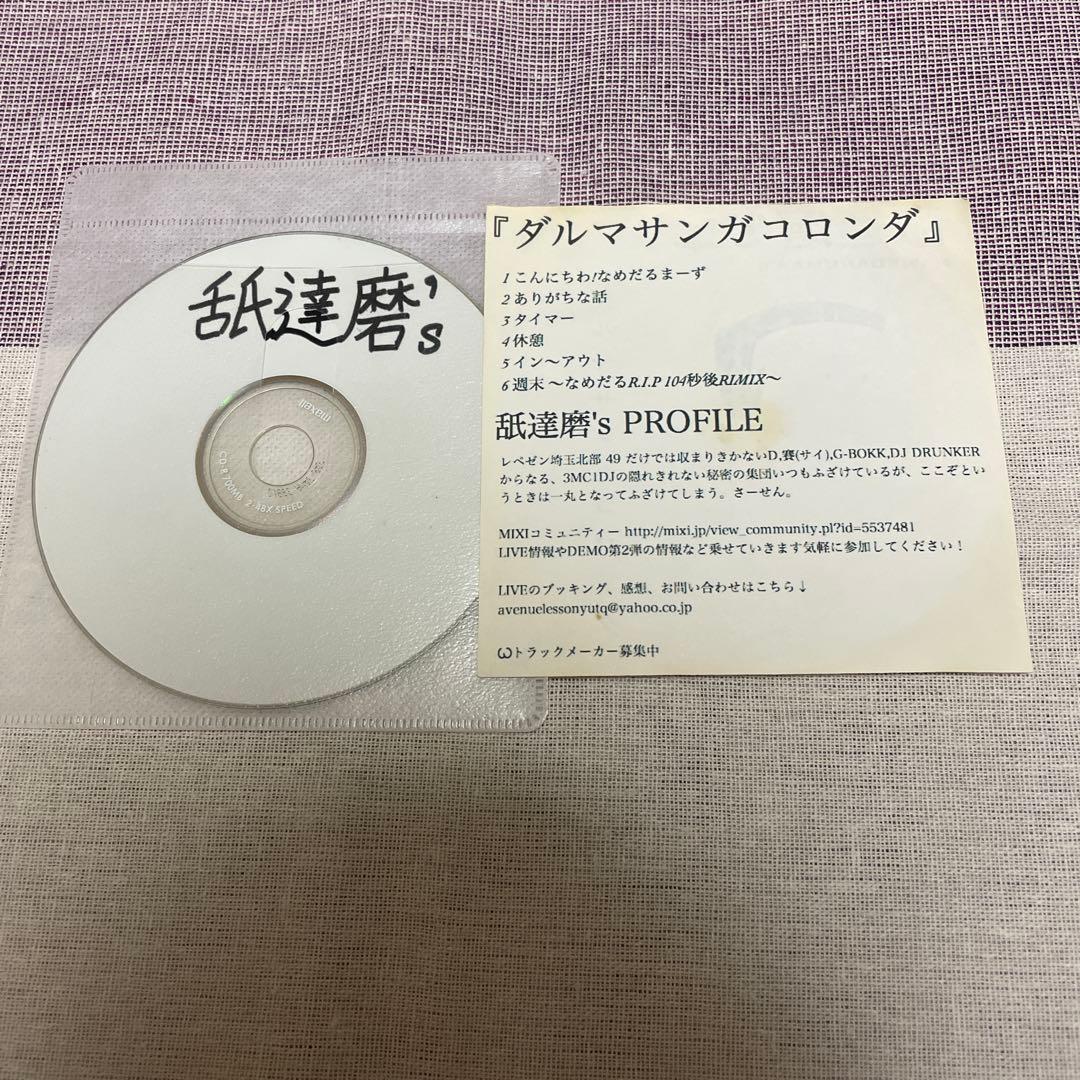 舐達磨's
maxell
CD-R 700MB 2-48X SPEED
『ダルマサンガコロンダ』
1 こんにちわ!なめだるまーず
2 ありがちな話
3 タイマー
4 休憩
5 イン〜アウト
6 週末 〜なめだるR.I.P 104秒後RIMIX〜
舐達磨's PROFILE
レペゼン埼玉北部 49 だけでは収まりきかないD,賽(サイ),G-BOKK,DJ DRUNKER
からなる、3MC1DJの隠れきれない秘密の集団いつもふざけているが、ここぞとい
うときは一丸となってふざけてしまう。さーせん。
MIXIコミュニティー http://mixi.jp/view_community.pl?id=5537481
LIVE情報やDEMO第2弾の情報など乗せていきます気軽に参加してください！
LIVEのブッキング、感想、お問い合わせはこちら↓
avenuelessonyutq@yahoo.co.jp
ωトラックメーカー募集中